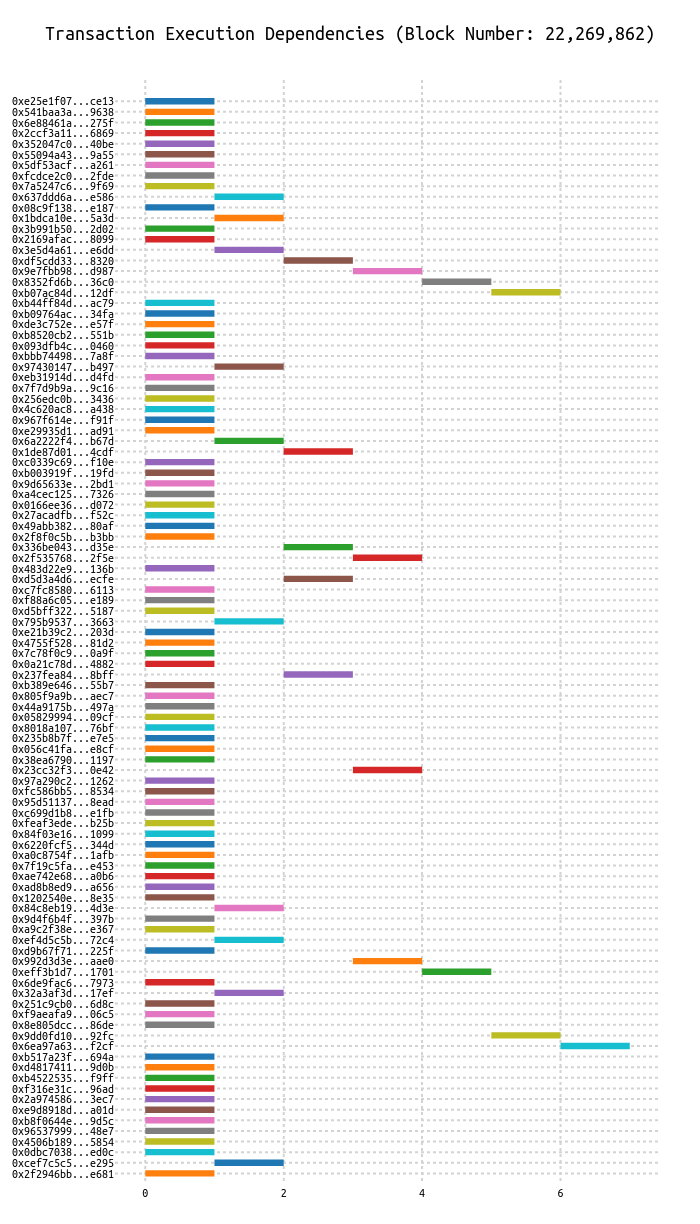 Transaction Execution Dependencies (Block Number: 22,269,862)
0xe25e1f07...ce13
0x541baa3a...9638
0x6e88461a...275f
0x2ccf3a11...6869
0x352047c0...40be
0x55094a43...9a55
0x5df53acf...a261
0xfcdce2c0...2fde
0x7a5247c6...9f69
0x637ddd6a...e586
0x08c9f138...e187
0x1bdca10e...5a3d
0x3b991b50...2d02
0x2169afac...8099
0x3e5d4a61...e6dd
0xdf5cdd33...8320
0x9e7fbb98...d987
0x8352fd6b...36c0
0xb07ac84d...12df
0xb44ff84d...ac79
0xb09764ac...34fa
0xde3c752e...e57f
0xb8520cb2...551b
0x093dfb4c...0460
0xbbb74498...7a8f
0x97430147...b497
0xeb31914d...d4fd
0x7f7d9b9a...9c16
0x256edc0b...3436
0x4c620ac8...a438
0x967f614e...f91f
0xe29935d1...ad91
0x6a2222f4...b67d
0x1de87d01...4cdf
0xc0339c69...f10e
0xb003919f...19fd
0x9d65633e...2bd1
0xa4cec125...7326
0x0166ee36...d072
0x27acadfb...f52c
0x49abb382...80af
0x2f8f0c5b...b3bb
0x336be043...d35e
0x2f535768...2f5e
0x483d22e9...136b
0xd5d3a4d6...ecfe
0xc7fc8580...6113
0xf88a6c05...e189
0xd5bff322...5187
0x795b9537...3663
0xe21b39c2...203d
0x4755f528...81d2
0x7c78f0c9...0a9f
0x0a21c78d...4882
0x237fea84...8bff
0xb389e646...55b7
0x805f9a9b...aec7
0x44a9175b...497a
0x05829994...09cf
0x8018a107...76bf
0x235b8b7f...e7e5
0x056c41fa...e8cf
0x38ea6790...1197
0x23cc32f3...0e42
0x97a290c2...1262
0xfc586bb5...8534
0x95d51137...8ead
0xc699d1b8...e1fb
0xfeaf3ede...b25b
0x84f03e16...1099
0x6220fcf5...344d
0xa0c8754f...1afb
0x7f19c5fa...e453
0xae742e68...a0b6
0xad8b8ed9...a656
0x1202540e...8e35
0x84c8eb19...4d3e
0x9d4f6b4f...397b
0xa9c2f38e...e367
0xef4d5c5b...72c4
0xd9b67f71...225f
0x992d3d3e...aae0
0xeff3b1d7...1701
0x6de9fac6...7973
0x32a3af3d...17ef
0x251c9cb0...6d8c
0xf9aeafa9...06c5
0x8e805dcc...86de
0x9dd0fd10...92fc
0x6ea97a63...f2cf
0xb517a23f...694a
0xd4817411...9d0b
0xb4522535...f9ff
0xf316e31c...96ad
0x2a974586...3ec7
0xe9d8918d...a01d
0xb8f0644e...9d5c
0x96537999...48e7
0x4506b189...5854
0x0dbc7038...ed0c
0xcef7c5c5...e295
0x2f2946bb...e681
0 2 4 6